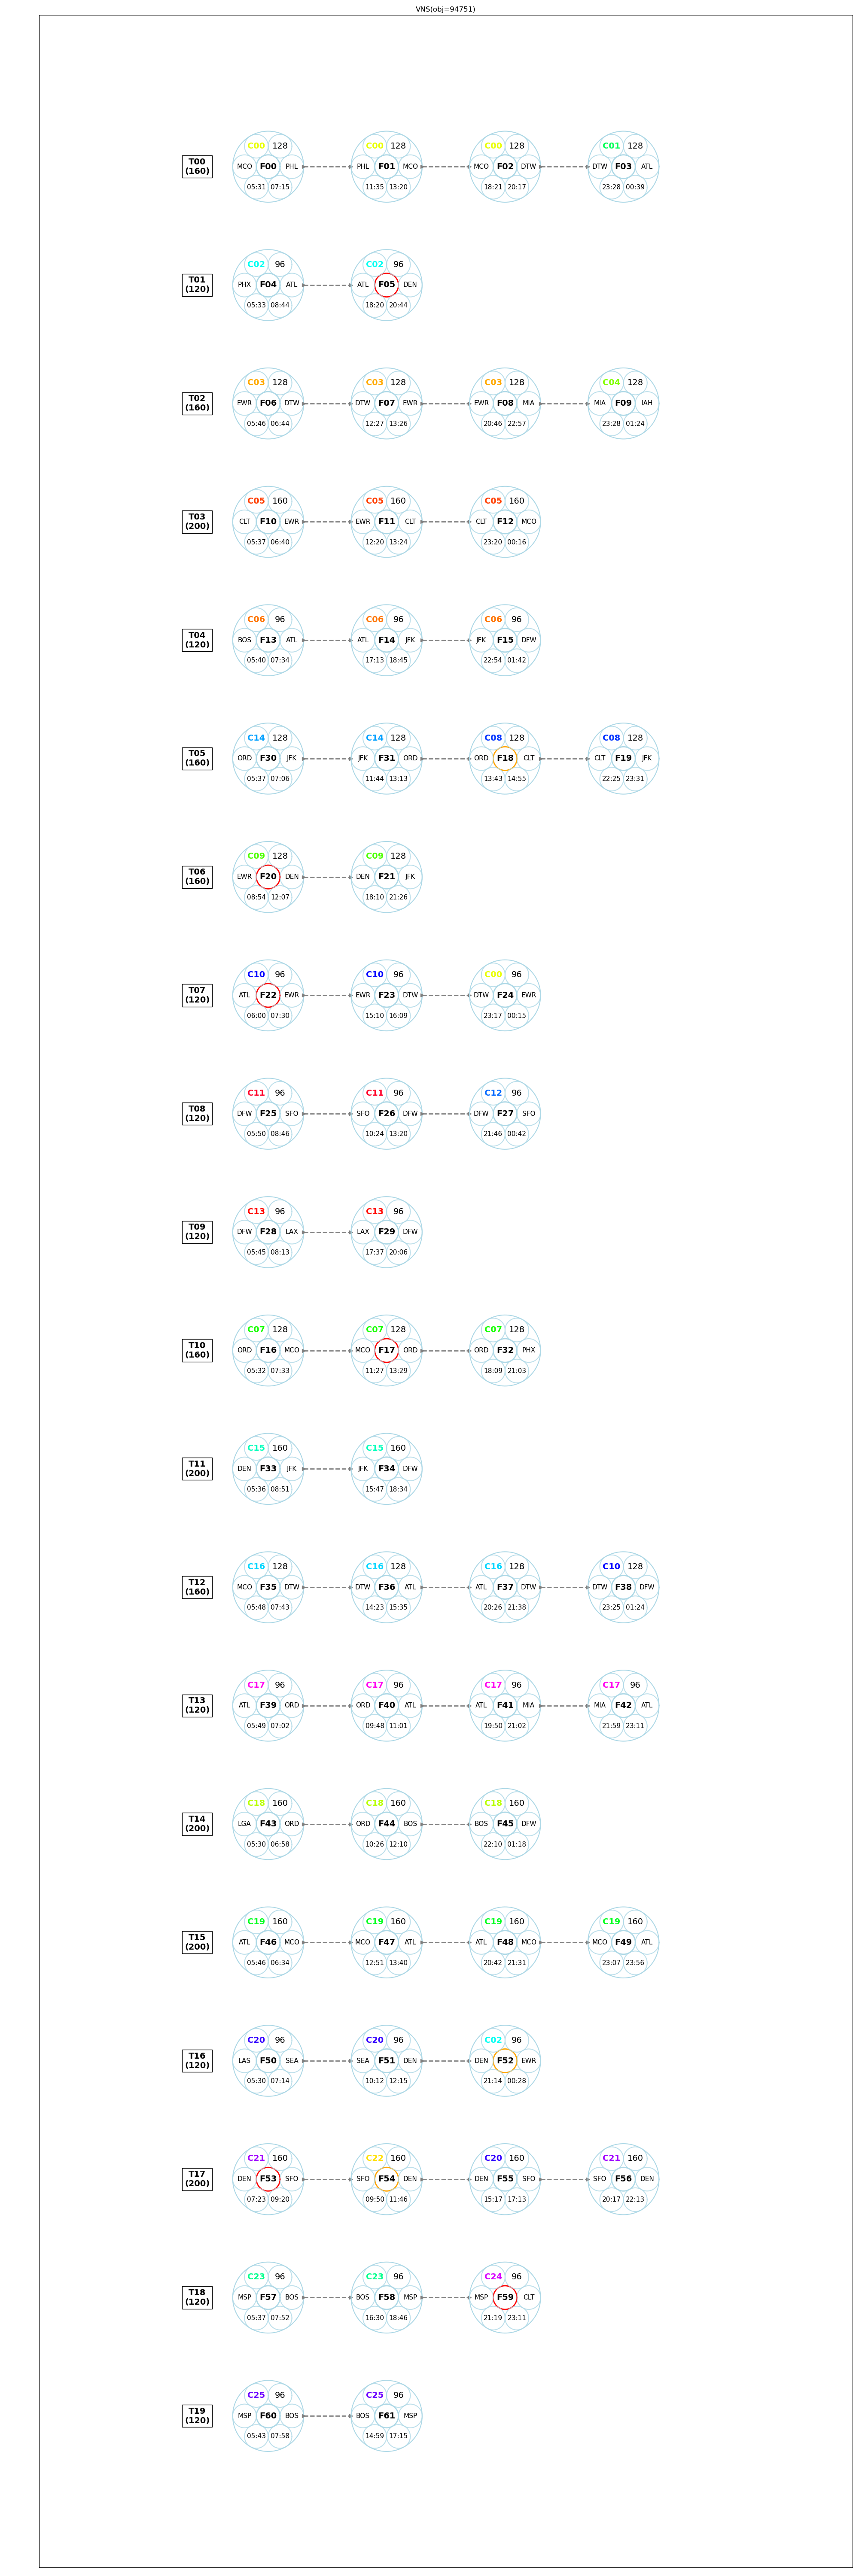 VNS(obj=94751)
C00 128 C00 128 C00 128 C01 128
T00
(160)
MCO F00 PHL PHL F01 MCO MCO F02 DTW DTW F03 ATL
05:31 07:15 11:35 13:20 18:21 20:17 23:28 00:39
C02 96 C02 96
T01
(120)
PHX F04 ATL ATL F05 DEN
05:33 08:44 18:20 20:44
C03 128 C03 128 C03 128 C04 128
T02
(160)
EWR F06 DTW DTW F07 EWR EWR F08 MIA MIA F09 IAH
05:46 06:44 12:27 13:26 20:46 22:57 23:28 01:24
C05 160 C05 160 C05 160
T03
(200)
CLT F10 EWR EWR F11 CLT CLT F12 MCO
05:37 06:40 12:20 13:24 23:20 00:16
C06 96 C06 96 C06 96
T04
(120)
BOS F13 ATL ATL F14 JFK JFK F15 DFW
05:40 07:34 17:13 18:45 22:54 01:42
C14 128 C14 128 C08 128 C08 128
T05
(160)
ORD F30 JFK JFK F31 ORD ORD F18 CLT CLT F19 JFK
05:37 07:06 11:44 13:13 13:43 14:55 22:25 23:31
C09 128 C09 128
T06
(160)
EWR F20 DEN DEN F21 JFK
08:54 12:07 18:10 21:26
C10 96 C10 96 C00 96
T07
(120)
ATL F22 EWR EWR F23 DTW DTW F24 EWR
06:00 07:30 15:10 16:09 23:17 00:15
C11 96 C11 96 C12 96
T08
(120)
DFW F25 SFO SFO F26 DFW DFW F27 SFO
05:50 08:46 10:24 13:20 21:46 00:42
C13 96 C13 96
T09
(120)
DFW F28 LAX LAX F29 DFW
05:45 08:13 17:37 20:06
C07 128 C07 128 C07 128
T10
(160)
ORD F16 MCO MCO F17 ORD ORD F32 PHX
05:32 07:33 11:27 13:29 18:09 21:03
C15 160 C15 160
T11
(200)
DEN F33 JFK JFK F34 DFW
05:36 08:51 15:47 18:34
C16 128 C16 128 C16 128 C10 128
T12
(160)
MCO F35 DTW DTW F36 ATL ATL F37 DTW DTW F38 DFW
05:48 07:43 14:23 15:35 20:26 21:38 23:25 01:24
C17 96 C17 96 C17 96 C17 96
T13
(120)
ATL F39 ORD ORD F40 ATL ATL F41 MIA MIA F42 ATL
05:49 07:02 09:48 11:01 19:50 21:02 21:59 23:11
C18 160 C18 160 C18 160
T14
(200)
LGA F43 ORD ORD F44 BOS BOS F45 DFW
05:30 06:58 10:26 12:10 22:10 01:18
C19 160 C19 160 C19 160 C19 160
T15
(200)
ATL F46 MCO MCO F47 ATL ATL F48 MCO MCO F49 ATL
05:46 06:34 12:51 13:40 20:42 21:31 23:07 23:56
C20 96 C20 96 C02 96
T16
(120)
LAS F50 SEA SEA F51 DEN DEN F52 EWR
05:30 07:14 10:12 12:15 21:14 00:28
C21 160 C22 160 C20 160 C21 160
T17
(200)
DEN F53 SFO SFO F54 DEN DEN F55 SFO SFO F56 DEN
07:23 09:20 09:50 11:46 15:17 17:13 20:17 22:13
C23 96 C23 96 C24 96
T18
(120)
MSP F57 BOS BOS F58 MSP MSP F59 CLT
05:37 07:52 16:30 18:46 21:19 23:11
C25 96 C25 96
T19
(120)
MSP F60 BOS BOS F61 MSP
05:43 07:58 14:59 17:15